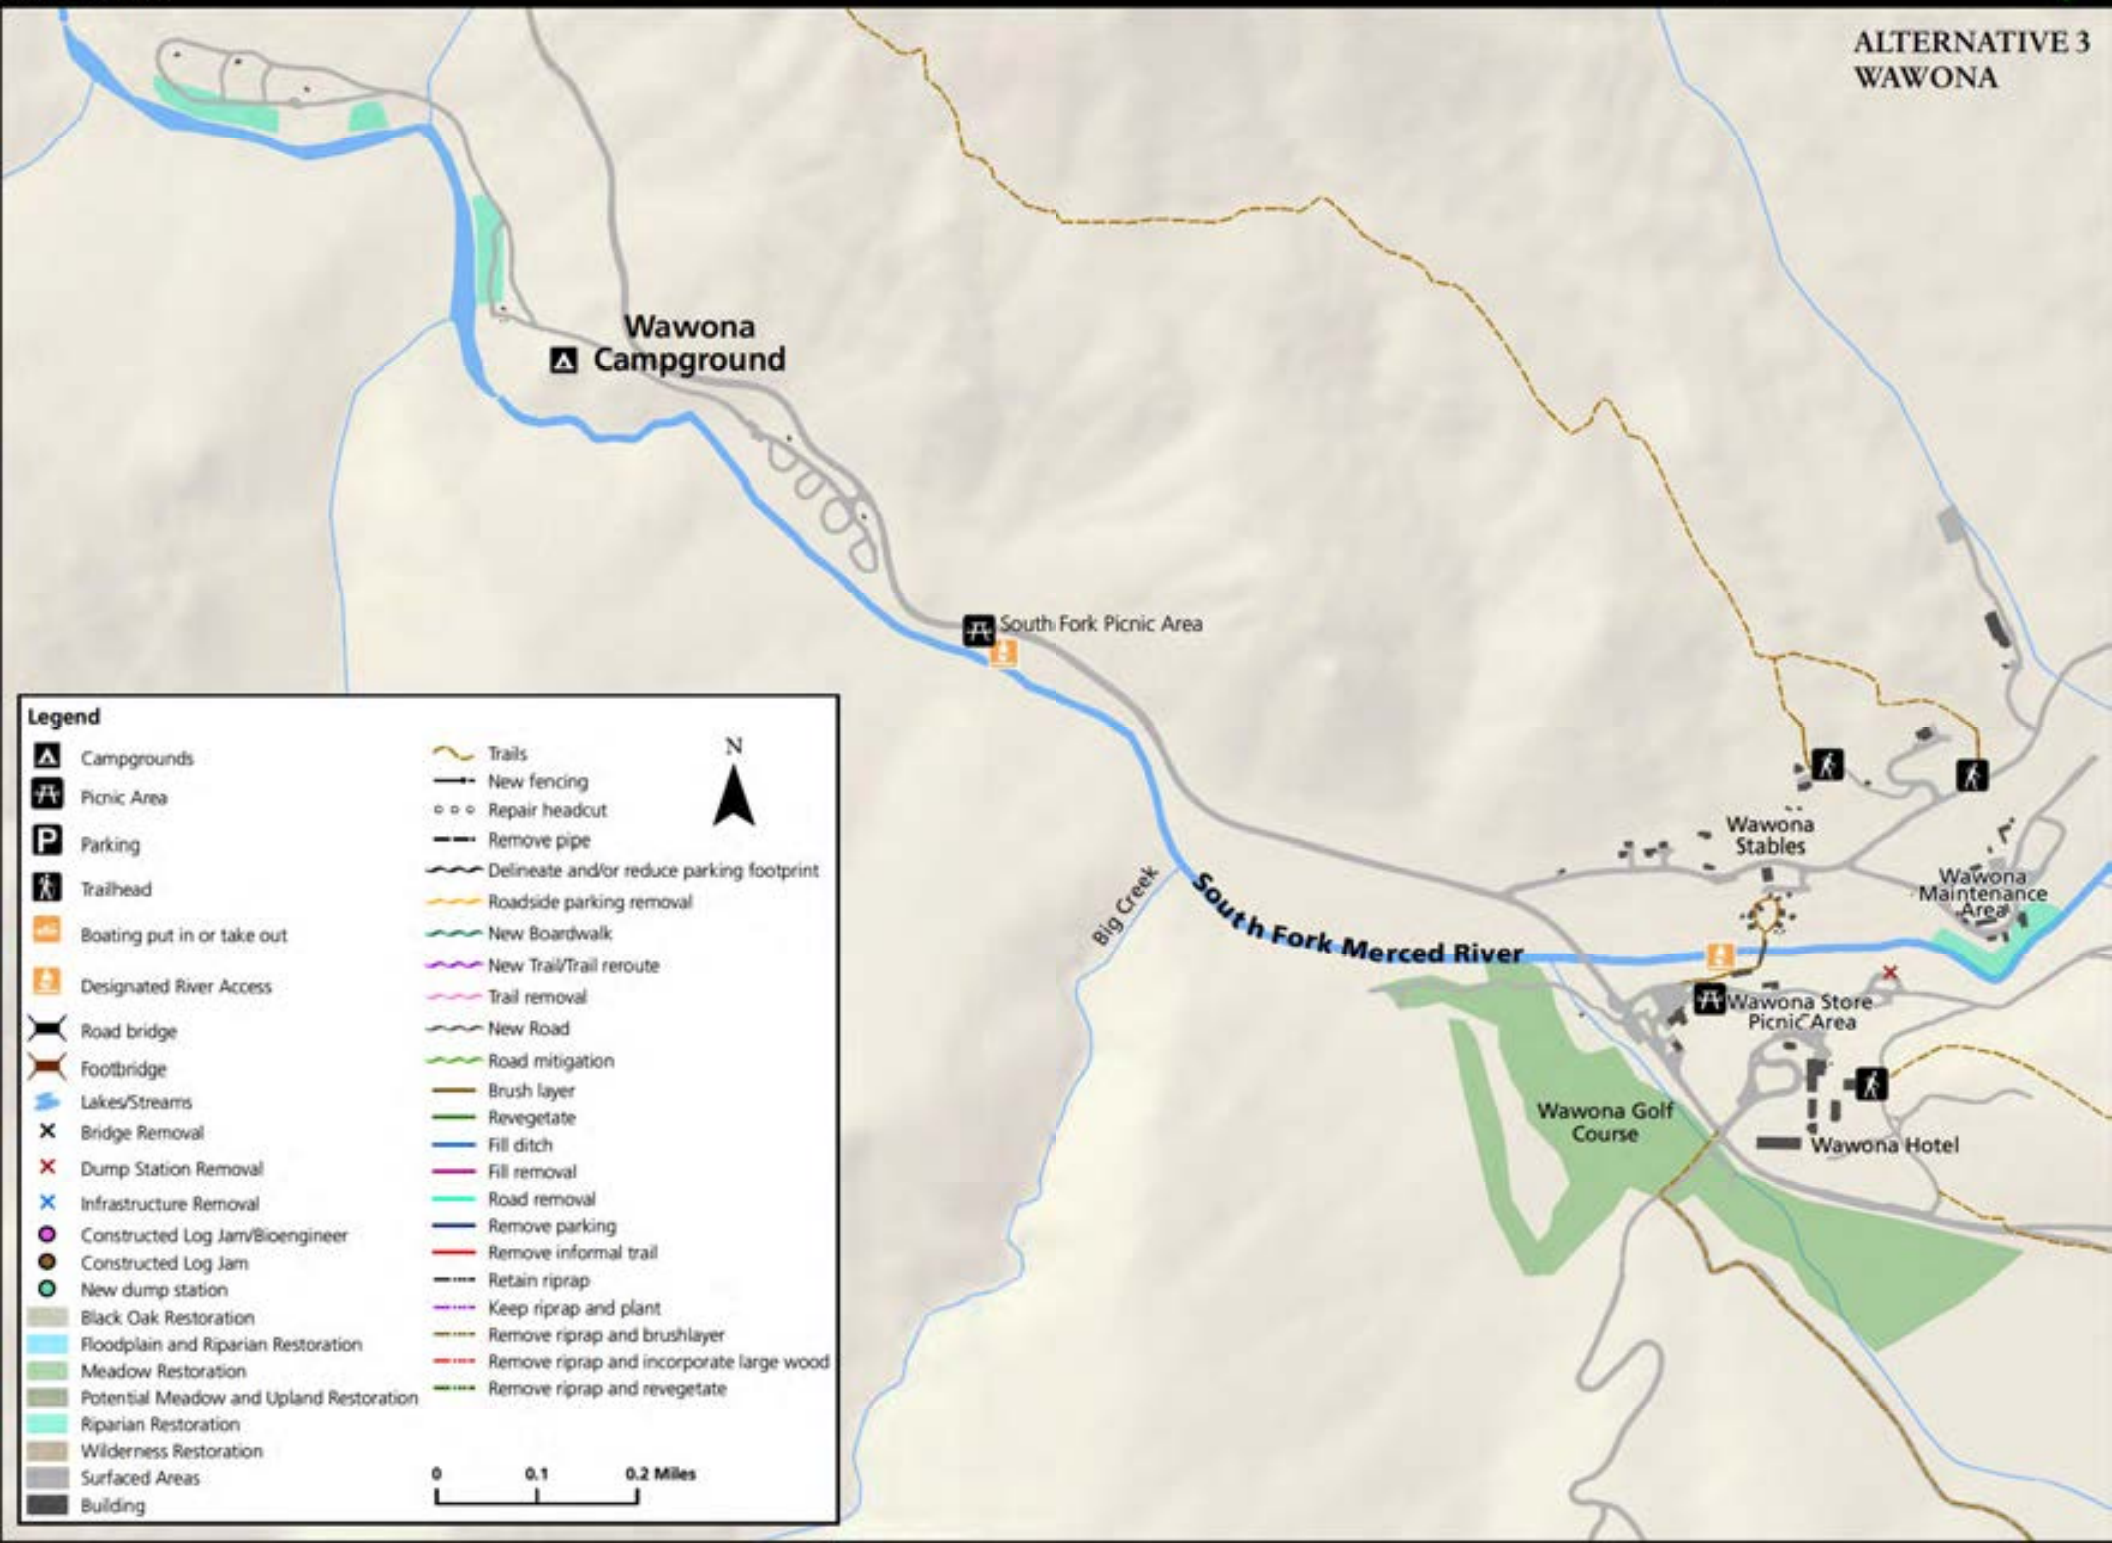 ALTERNATIVE 3
WAWONA
Wawona
Campground
South Fork Picnic Area
Wawona
Stables
Wawona
Maintenance
Area
Big Creek
South Fork Merced River
Wawona Store
Picnic Area
Wawona Golf
Course
Wawona Hotel
Legend
Campgrounds
Picnic Area
P
Parking
Trailhead
Boating put in or take out
Designated River Access
Road bridge
Footbridge
Lakes/Streams
Bridge Removal
Dump Station Removal
Infrastructure Removal
Constructed Log Jam/Bioengineer
Constructed Log Jam
New dump station
Black Oak Restoration
Floodplain and Riparian Restoration
Meadow Restoration
Potential Meadow and Upland Restoration
Riparian Restoration
Wilderness Restoration
Surfaced Areas
Building
Trails
New fencing
Repair headcut
Remove pipe
Delineate and/or reduce parking footprint
Roadside parking removal
New Boardwalk
New Trail/Trail reroute
Trail removal
New Road
Road mitigation
Brush layer
Revegetate
Fill ditch
Fill removal
Road removal
Remove parking
Remove informal trail
Retain riprap
Keep riprap and plant
Remove riprap and brushlayer
Remove riprap and incorporate large wood
Remove riprap and revegetate
N
0 0.1 0.2 Miles